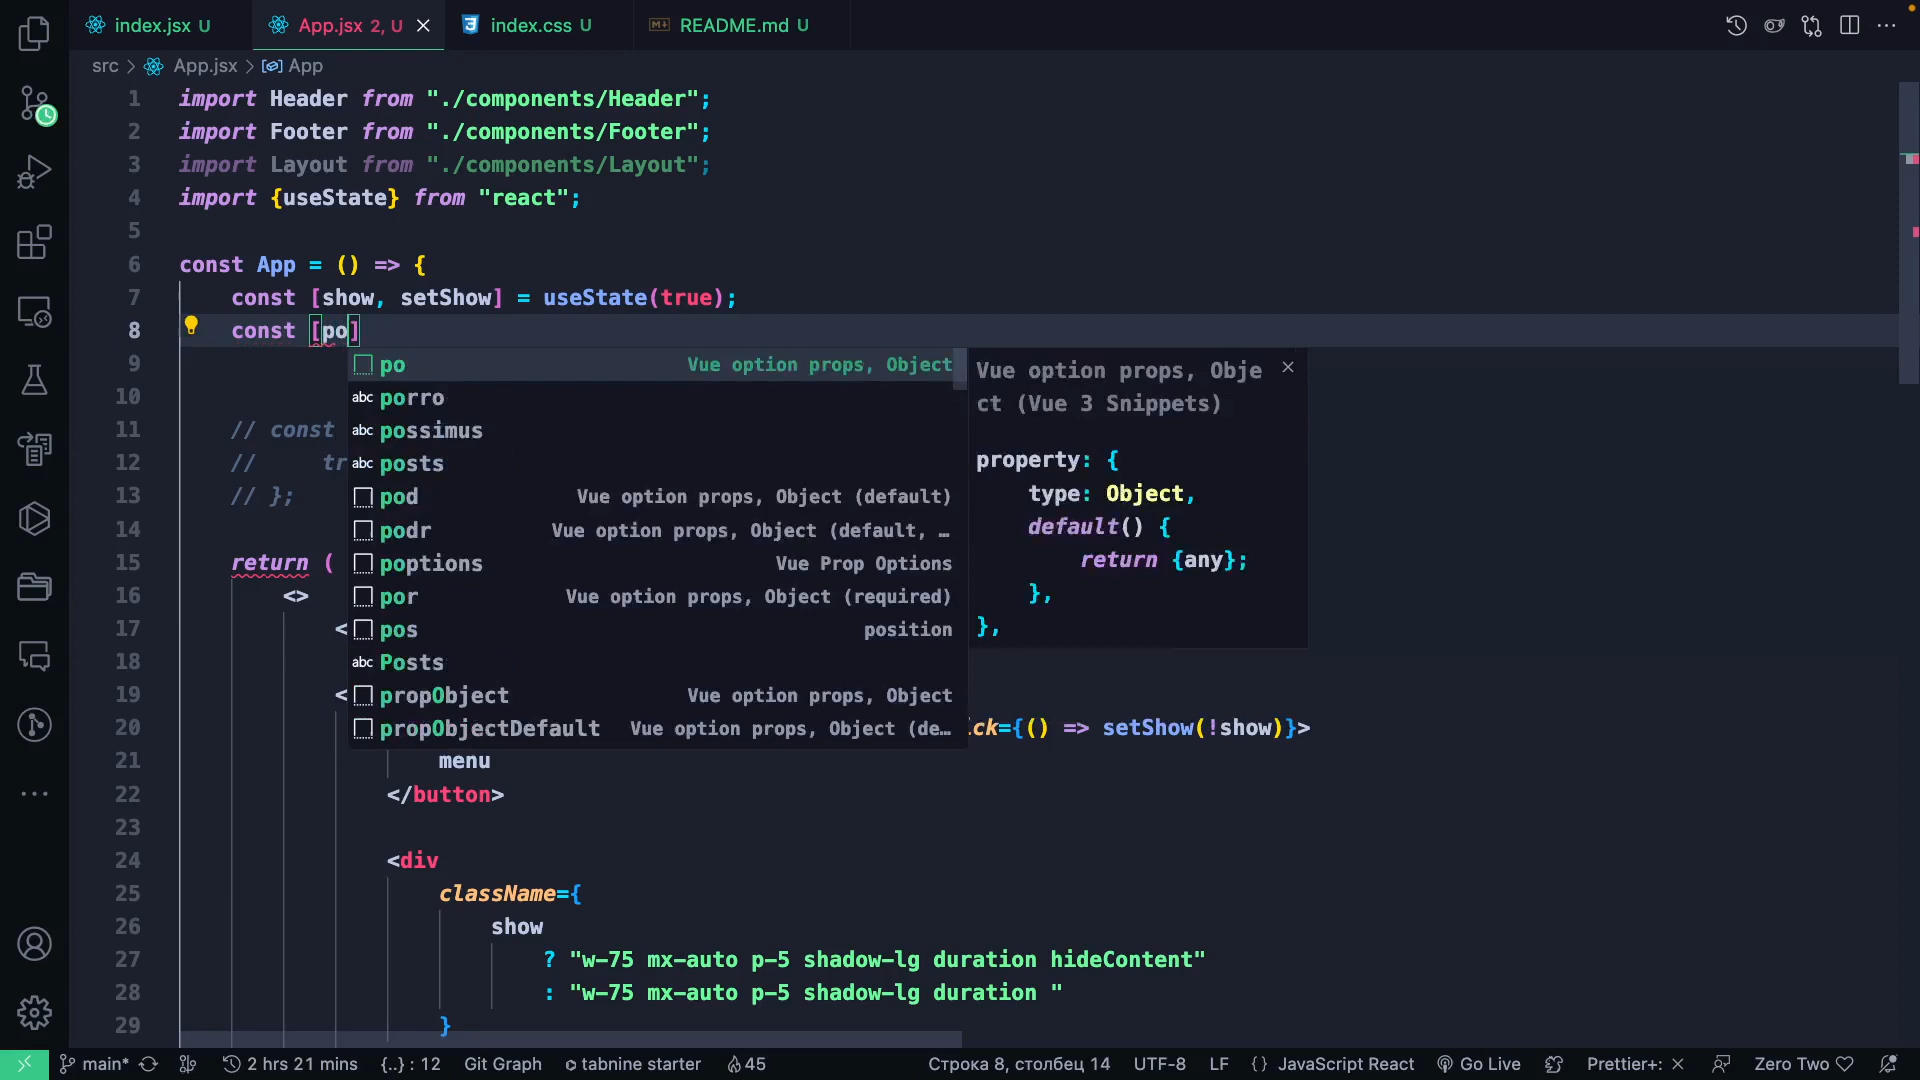 index.jsx U
App.jsx 2, U
index.css U
README.md U
src > App.jsx > App
1 import Header from "./components/Header";
2 import Footer from "./components/Footer";
3 import Layout from "./components/Layout";
4 import {useState} from "react";
5
6 const App = () => {
7 const [show, setShow] = useState(true);
8 const [po]
9
10
11 // const
12 // tr
13 // };
14
15 return (
16 <>
17 <
18
19 <
20 ick={() => setShow(!show)}>
21 menu
22 </button>
23
24 <div
25 className={
26 show
27 ? "w-75 mx-auto p-5 shadow-lg duration hideContent"
28 : "w-75 mx-auto p-5 shadow-lg duration "
29 }
po Vue option props, Object
abc porro
abc possimus
abc posts
pod Vue option props, Object (default)
podr Vue option props, Object (default, …
poptions Vue Prop Options
por Vue option props, Object (required)
pos position
abc Posts
propObject Vue option props, Object
propObjectDefault Vue option props, Object (de…
Vue option props, Obje
ct (Vue 3 Snippets)
property: {
type: Object,
default() {
return {any};
},
},
main* 2 hrs 21 mins {..} : 12 Git Graph tabnine starter 45 Строка 8, столбец 14 UTF-8 LF {} JavaScript React Go Live Prettier+: × Zero Two